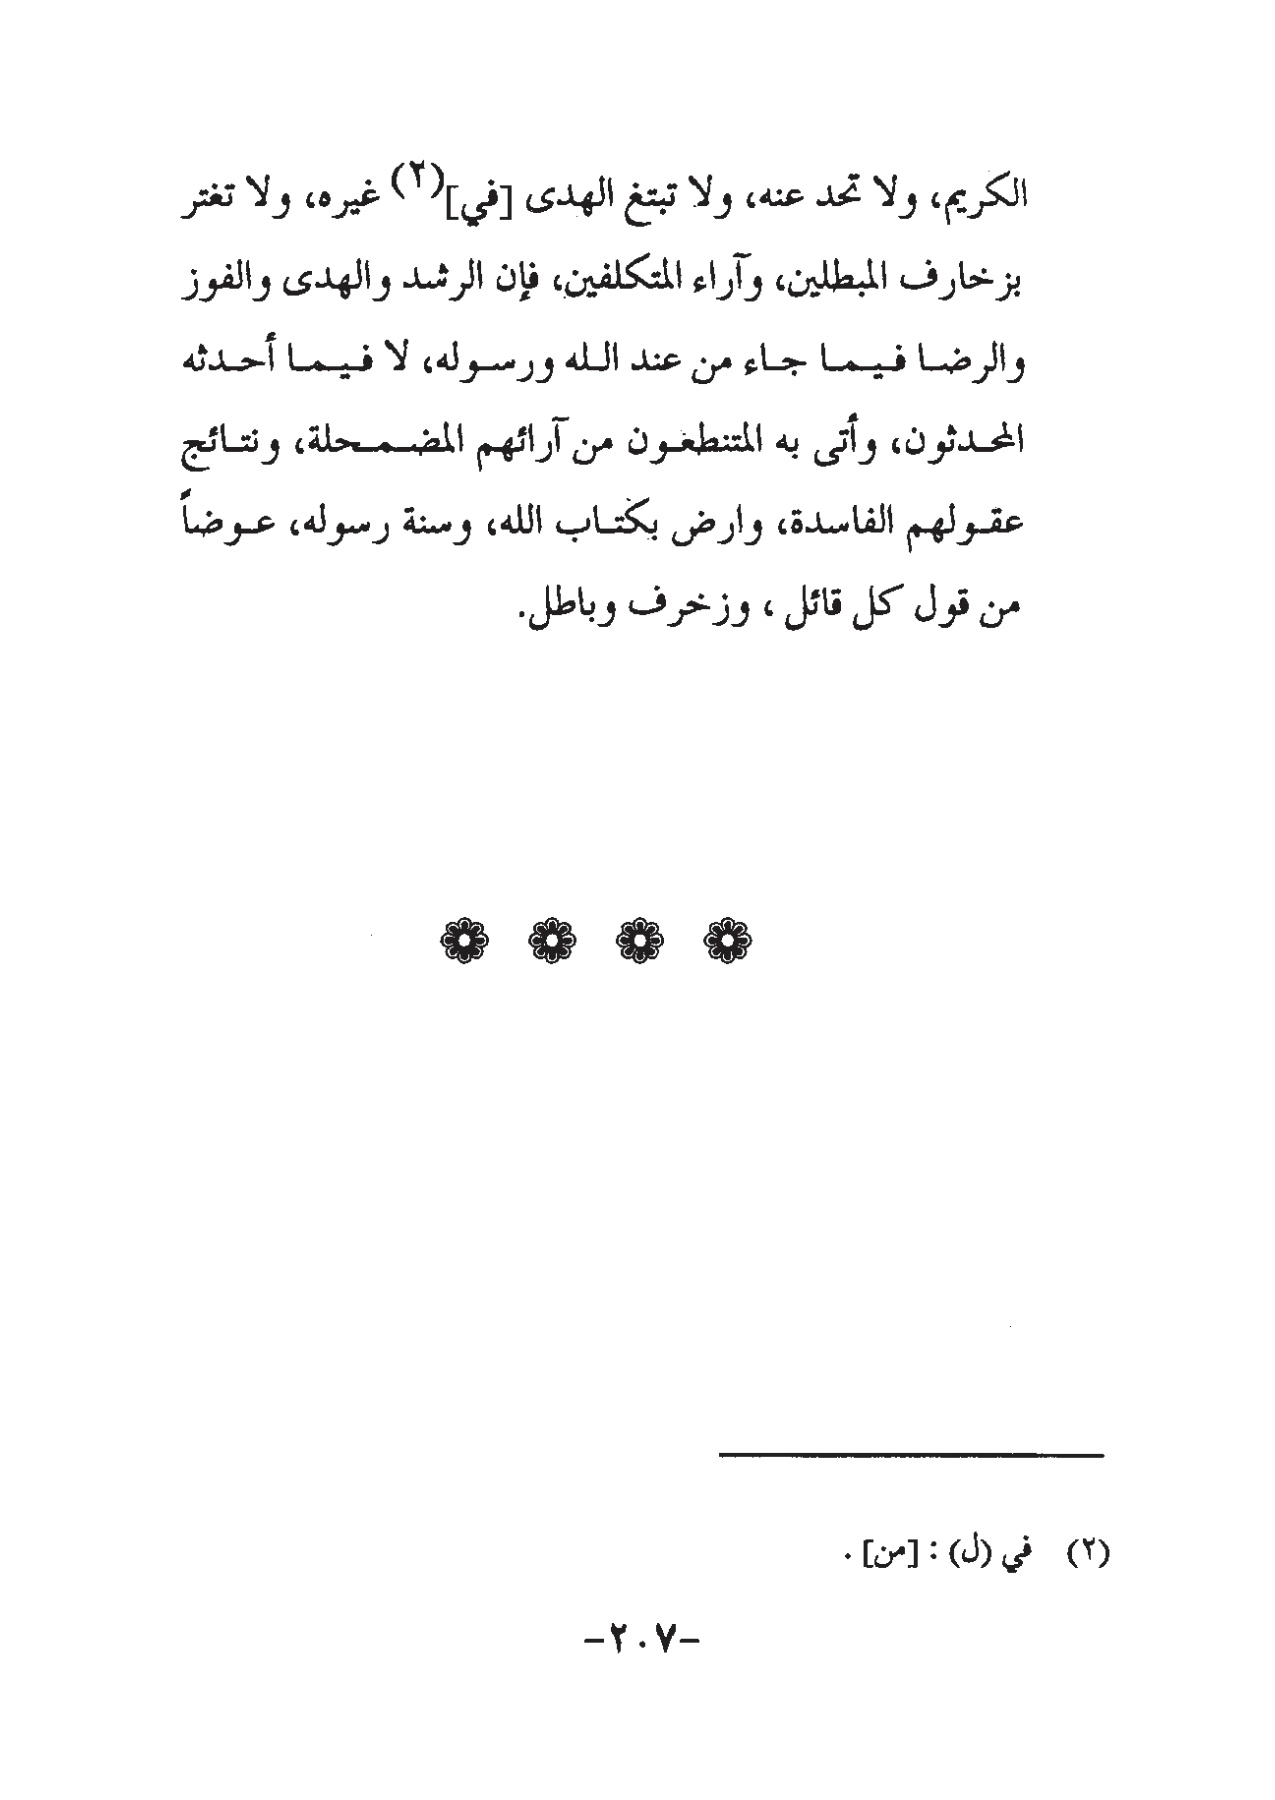 الكريم، ولا تحد عنه، ولا تبتغ الهدى [في](٢) غيره، ولا تغتر
بزخارف المبطلين، وآراء المتكلفين، فإن الرشد والهدى والفوز
والرضا فيما جاء من عند الله ورسوله، لا فيما أحدثه
المحدثون، وأتى به المتنطعون من آرائهم المضمحلة، ونتائج
عقولهم الفاسدة، وارض بكتاب الله، وسنة رسوله، عوضاً
من قول كل قائل ، وزخرف وباطل.
(٢) في (ل) : [من] .
-٢٠٧-